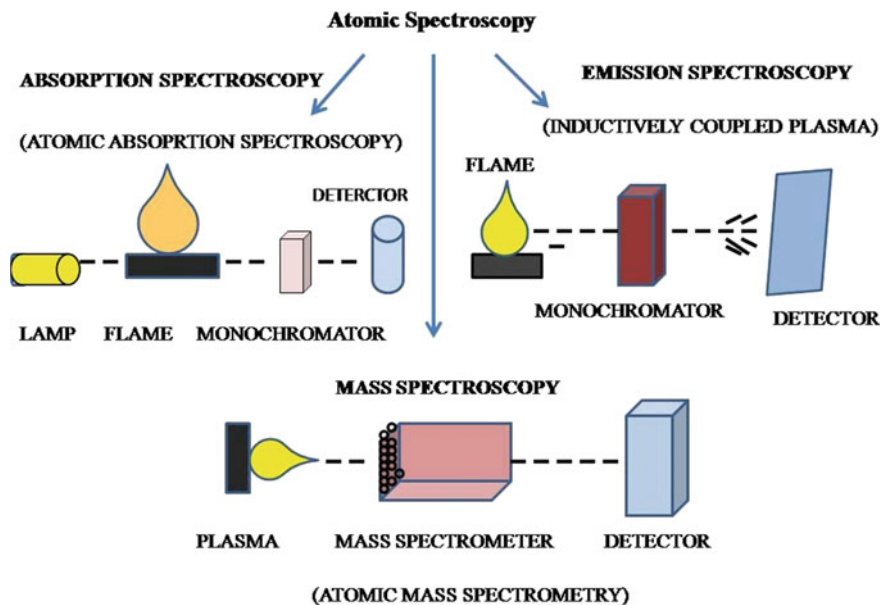 Atomic Spectroscopy
ABSORPTION SPECTROSCOPY
(ATOMIC ABSOPRTION SPECTROSCOPY)
DETERCTOR
LAMP FLAME MONOCHROMATOR
EMISSION SPECTROSCOPY
(INDUCTIVELY COUPLED PLASMA)
FLAME
MONOCHROMATOR
DETECTOR
MASS SPECTROSCOPY
PLASMA MASS SPECTROMETER DETECTOR
(ATOMIC MASS SPECTROMETRY)